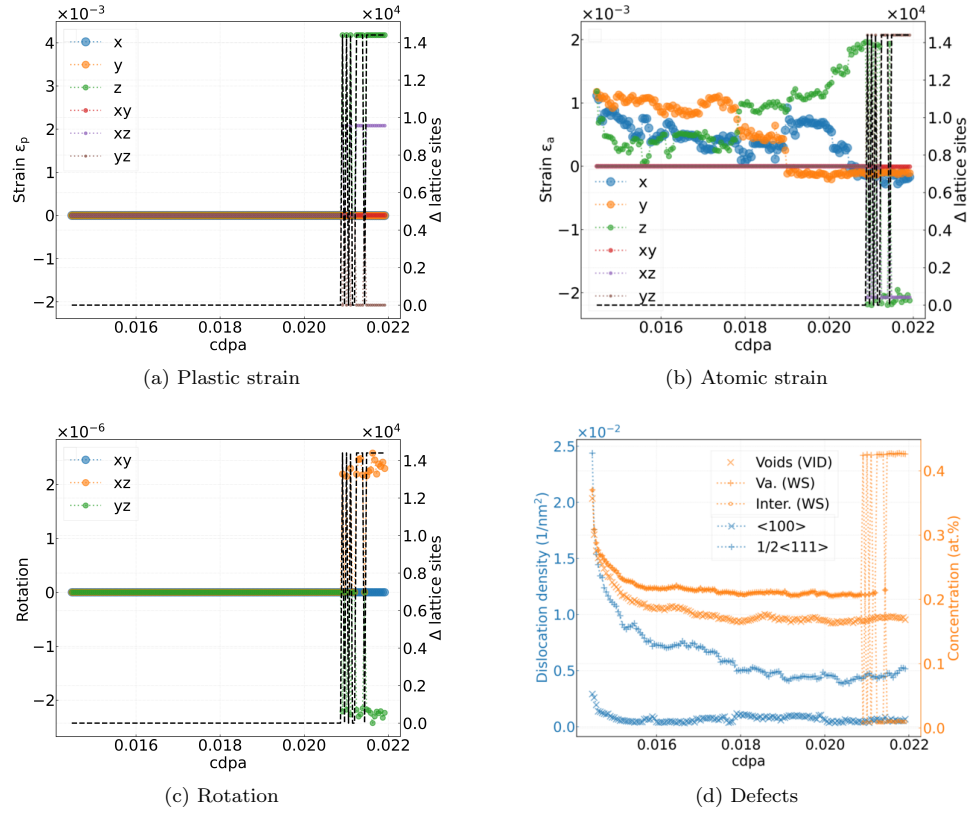 ×10⁻³
×10⁴
4
3
2
1
0
−1
−2
Strain εₚ
x
y
z
xy
xz
yz
1.4
1.2
1.0
0.8
0.6
0.4
0.2
0.0
Δ lattice sites
0.016
0.018
0.020
0.022
cdpa
(a) Plastic strain
×10⁻³
×10⁴
2
1
0
−1
−2
Strain εₐ
x
y
z
xy
xz
yz
1.4
1.2
1.0
0.8
0.6
0.4
0.2
0.0
Δ lattice sites
0.016
0.018
0.020
0.022
cdpa
(b) Atomic strain
×10⁻⁶
×10⁴
2
1
0
−1
−2
Rotation
xy
xz
yz
1.4
1.2
1.0
0.8
0.6
0.4
0.2
0.0
Δ lattice sites
0.016
0.018
0.020
0.022
cdpa
(c) Rotation
×10⁻²
2.5
2.0
1.5
1.0
0.5
0.0
Dislocation density (1/nm²)
Voids (VID)
Va. (WS)
Inter. (WS)
<100>
1/2<111>
0.4
0.3
0.2
0.1
0.0
Concentration (at.%)
0.016
0.018
0.020
0.022
cdpa
(d) Defects